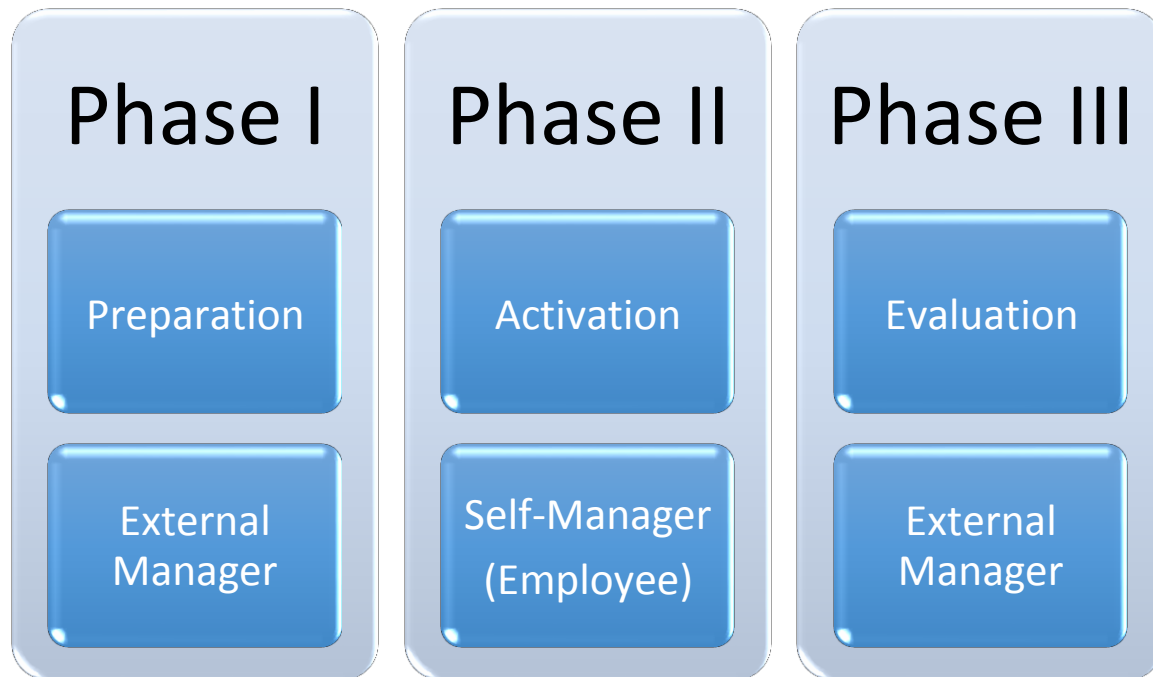 Phase I
Preparation
External
Manager
Phase II
Activation
Self-Manager
(Employee)
Phase III
Evaluation
External
Manager